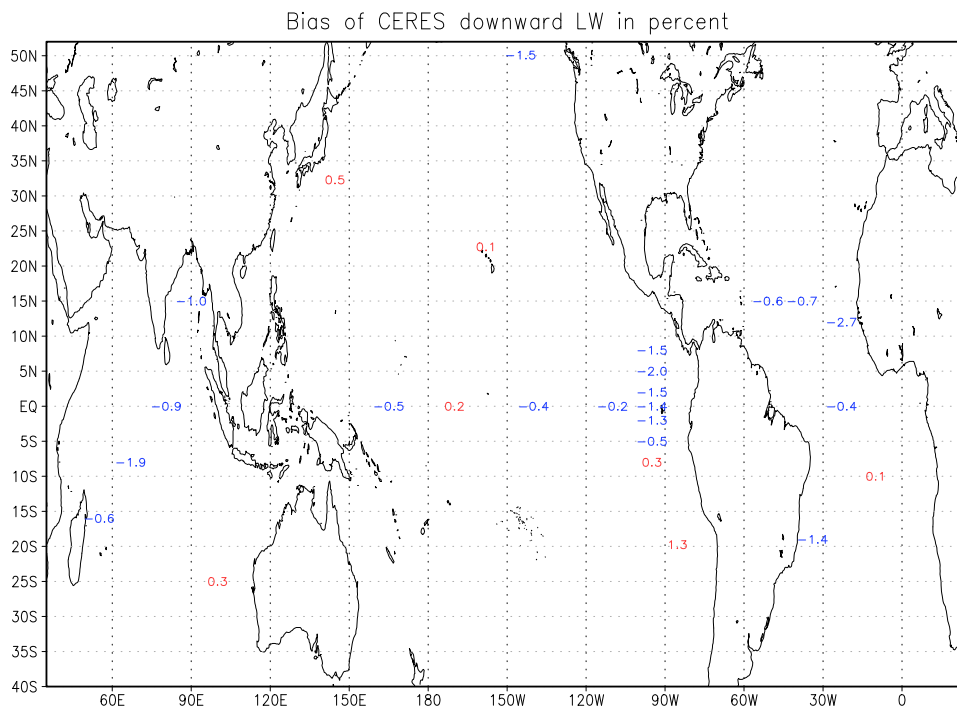 Bias of CERES downward LW in percent
50N
−1.5
45N
40N
35N
0.5
30N
25N
0.1
20N
15N
−1.0
−0.6
−0.7
−2.7
10N
−1.5
5N
−2.0
−1.5
EQ
−0.9
−0.5
0.2
−0.4
−0.2
−1.4
−0.4
−1.3
5S
−0.5
−1.9
0.3
10S
0.1
15S
−0.6
20S
1.3
−1.4
25S
0.3
30S
35S
40S
60E
90E
120E
150E
180
150W
120W
90W
60W
30W
0